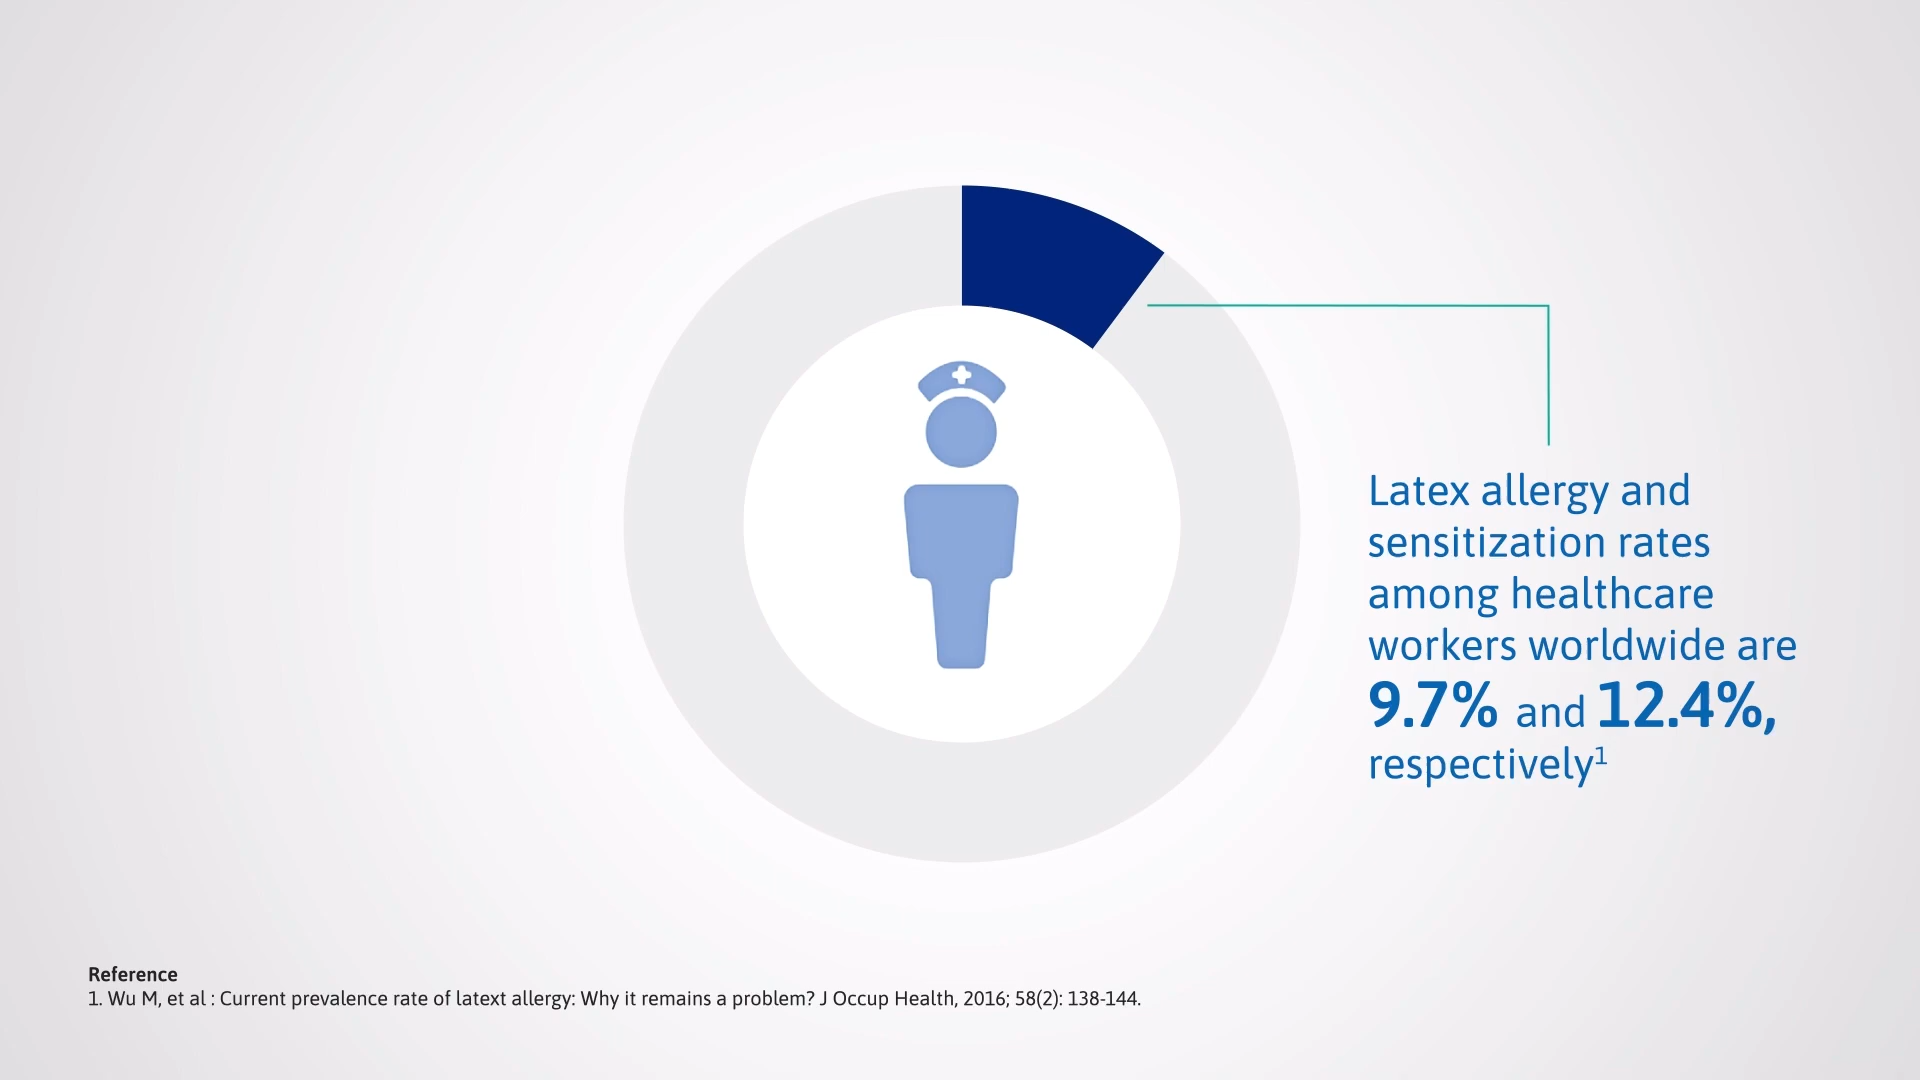 Latex allergy and
sensitization rates
among healthcare
workers worldwide are
9.7% and 12.4%,
respectively¹
Reference
1. Wu M, et al : Current prevalence rate of latext allergy: Why it remains a problem? J Occup Health, 2016; 58(2): 138-144.